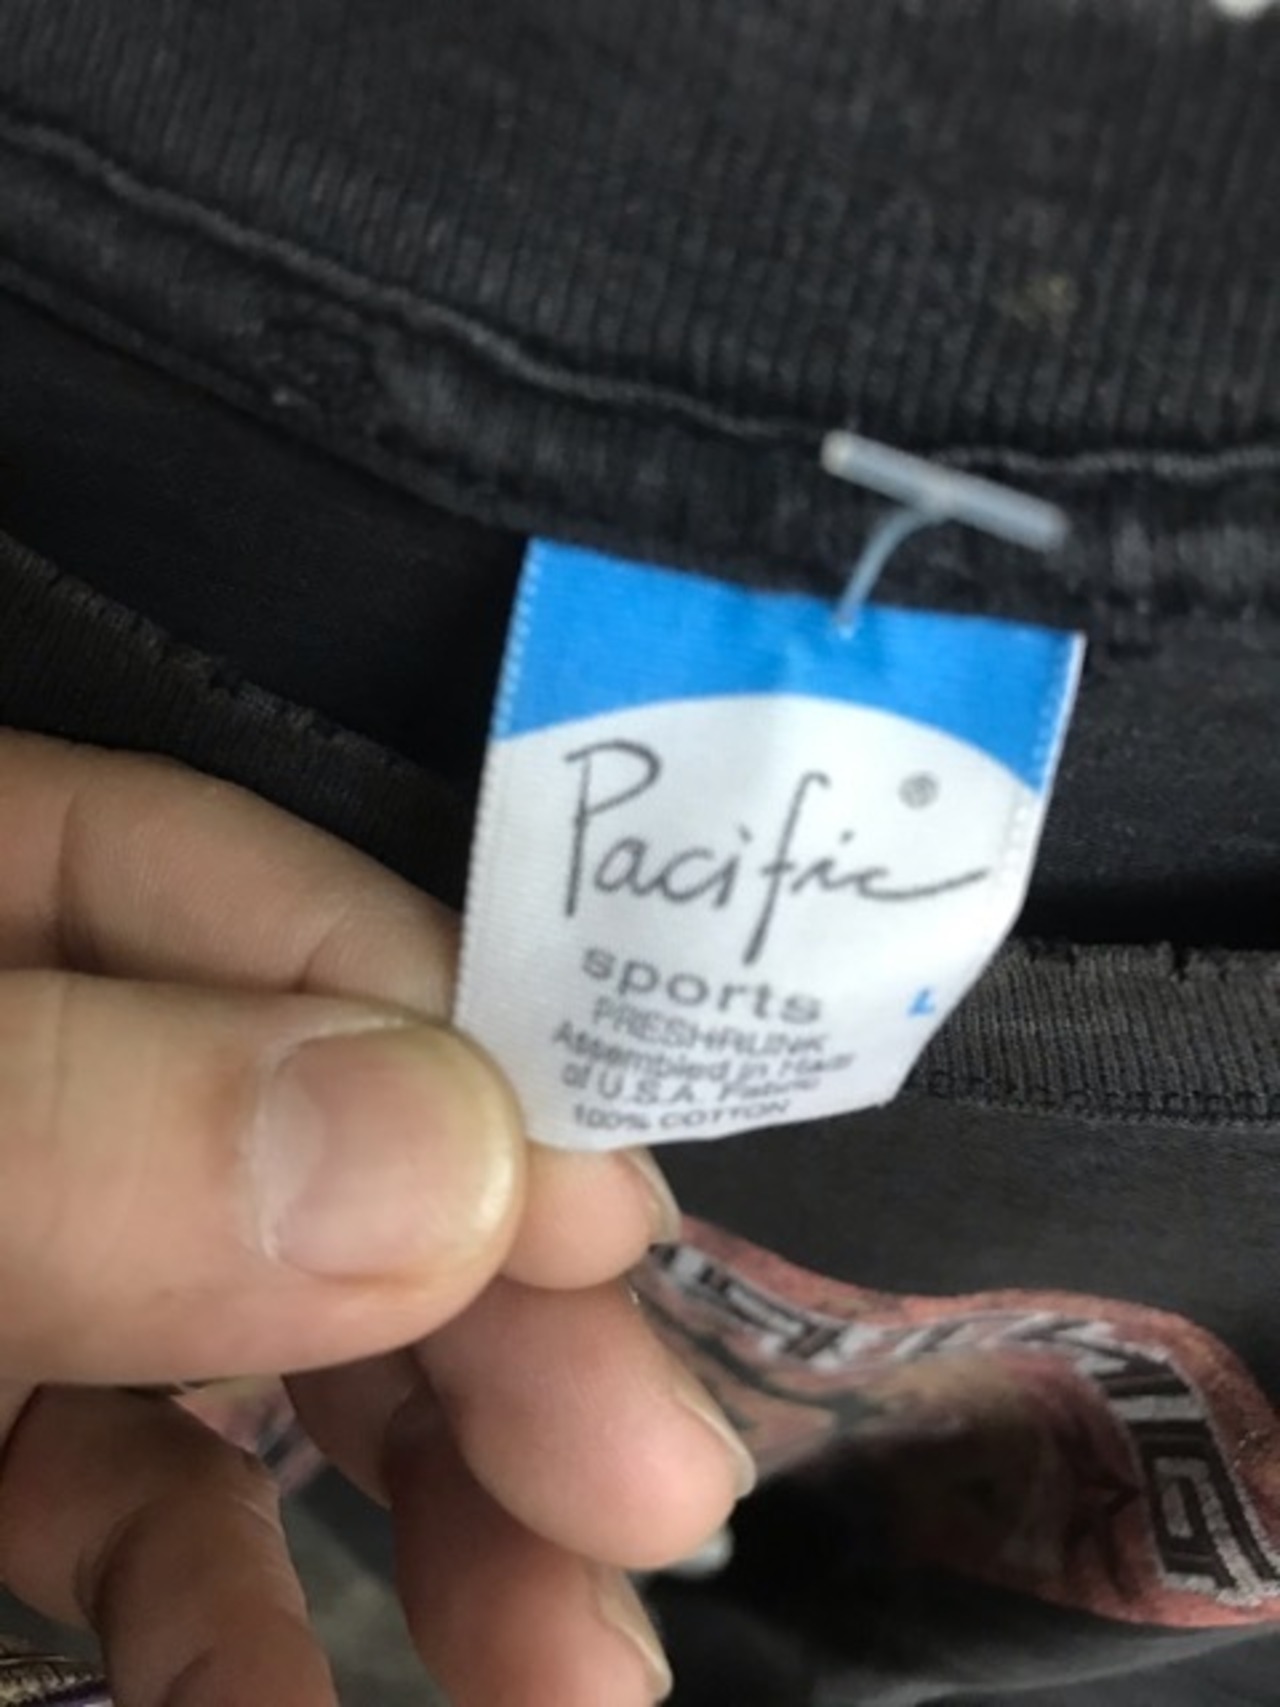 Pacific ®
sports
L
PRESHRUNK
Assembled in Haiti
of U.S.A. Fabric
100% COTTON